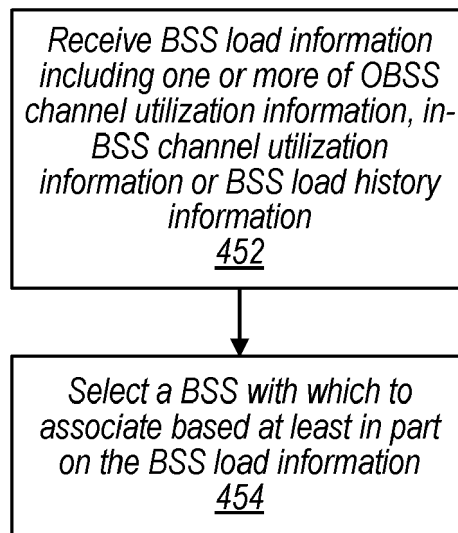 Receive BSS load information
including one or more of OBSS
channel utilization information, in-
BSS channel utilization
information or BSS load history
information
452
Select a BSS with which to
associate based at least in part
on the BSS load information
454